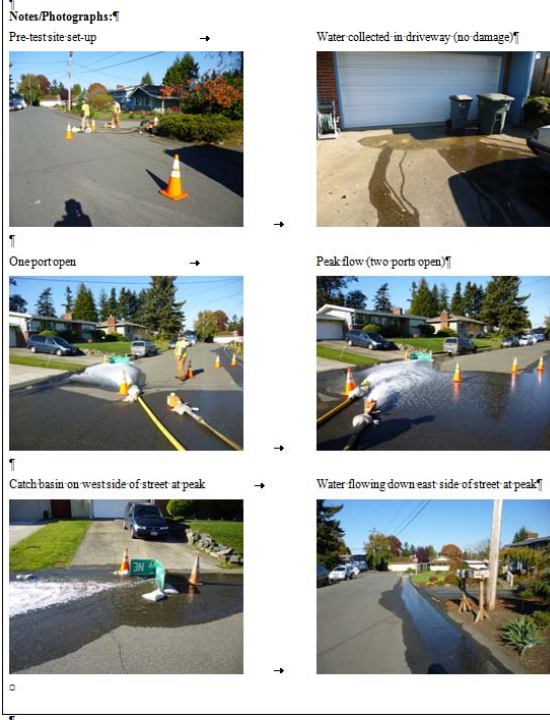 Notes/Photographs:¶
Pre-test site set-up → Water collected in driveway (no damage)¶
→
¶
One port open → Peak flow (two ports open)¶
→
¶
Catch basin on west side of street at peak → Water flowing down east side of street at peak¶
NE
→
¶